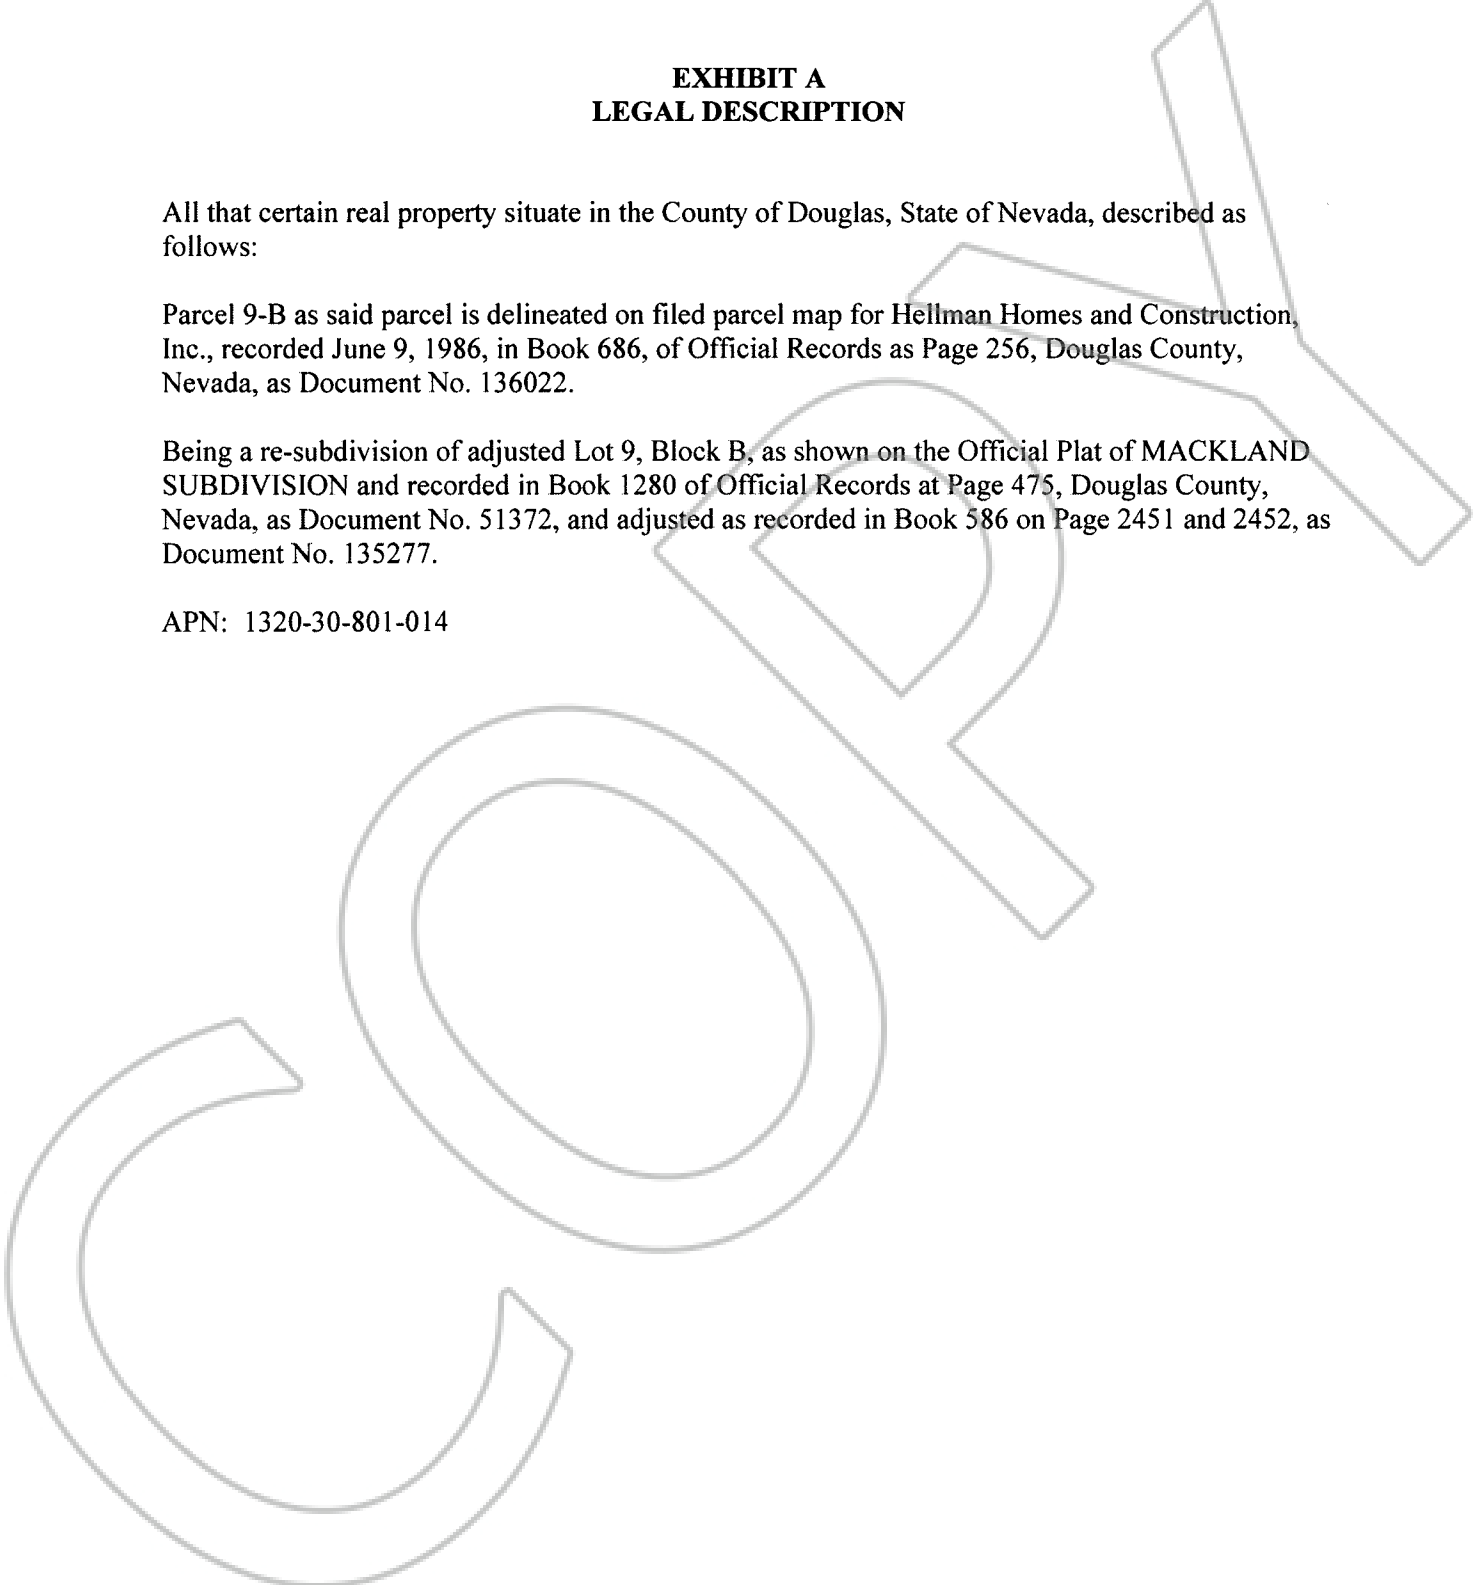 EXHIBIT A
LEGAL DESCRIPTION
All that certain real property situate in the County of Douglas, State of Nevada, described as
follows:
Parcel 9-B as said parcel is delineated on filed parcel map for Hellman Homes and Construction,
Inc., recorded June 9, 1986, in Book 686, of Official Records as Page 256, Douglas County,
Nevada, as Document No. 136022.
Being a re-subdivision of adjusted Lot 9, Block B, as shown on the Official Plat of MACKLAND
SUBDIVISION and recorded in Book 1280 of Official Records at Page 475, Douglas County,
Nevada, as Document No. 51372, and adjusted as recorded in Book 586 on Page 2451 and 2452, as
Document No. 135277.
APN: 1320-30-801-014
COPY